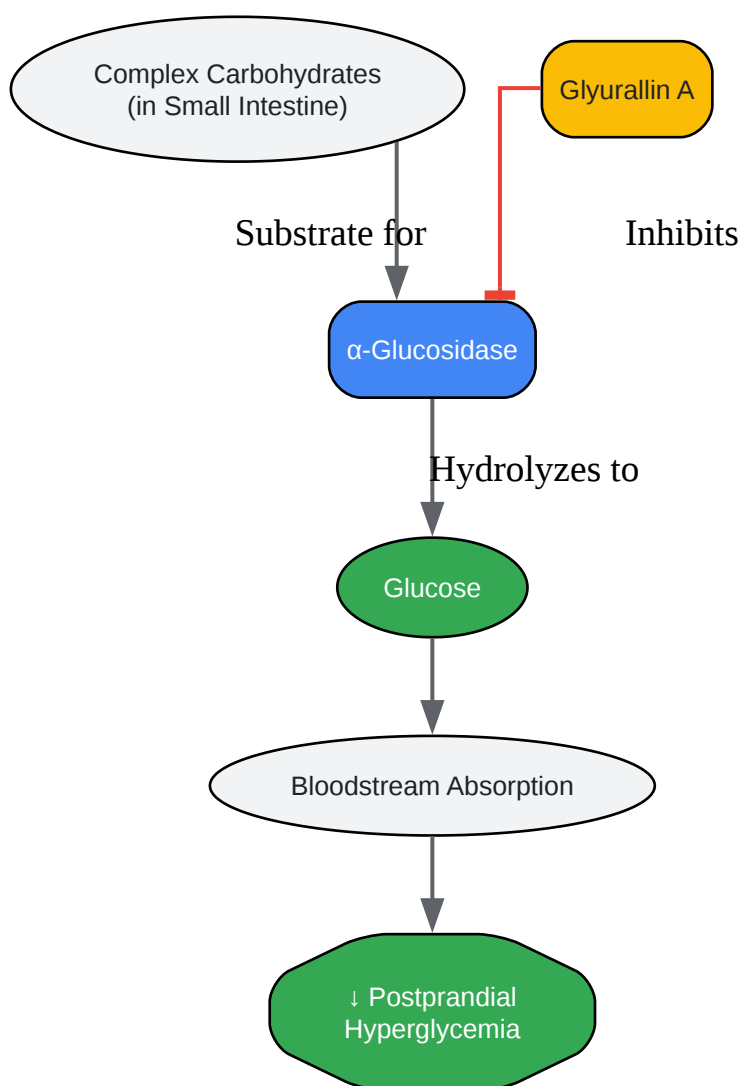 Complex Carbohydrates
(in Small Intestine)
Glyurallin A
Substrate for
Inhibits
α-Glucosidase
Hydrolyzes to
Glucose
Bloodstream Absorption
↓ Postprandial
Hyperglycemia